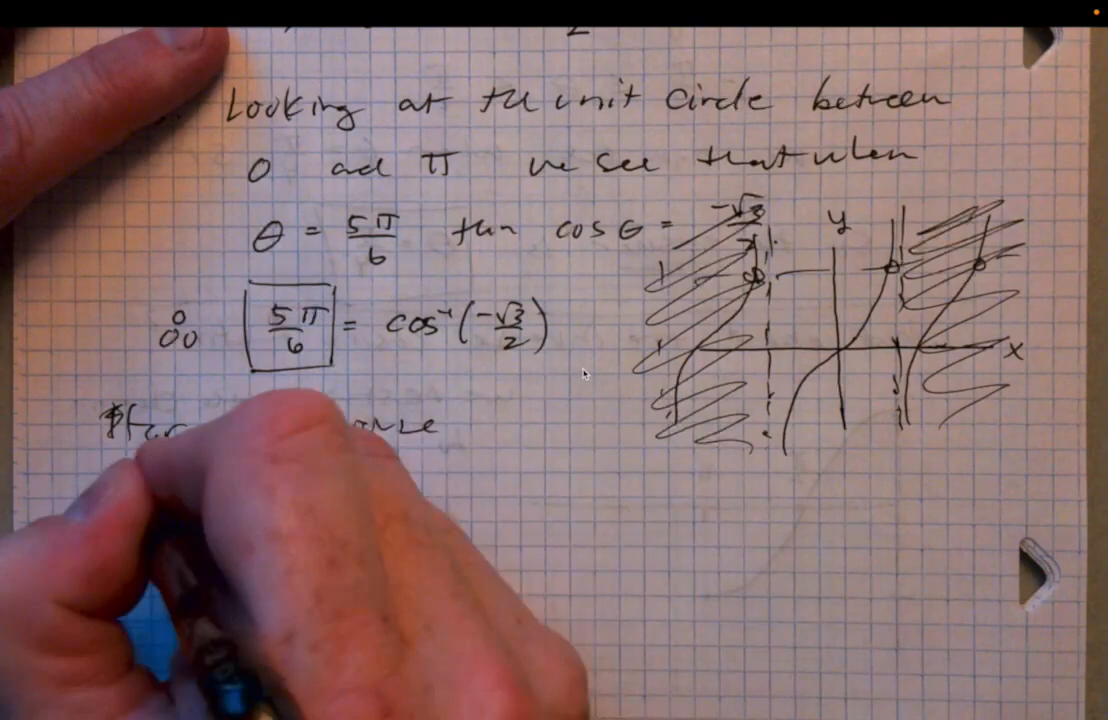 Looking at the unit circle between
0 and π we see that when
θ = 5π/6 then cos θ = -√3/2
∴ 5π/6 = cos⁻¹(-√3/2)
y
x